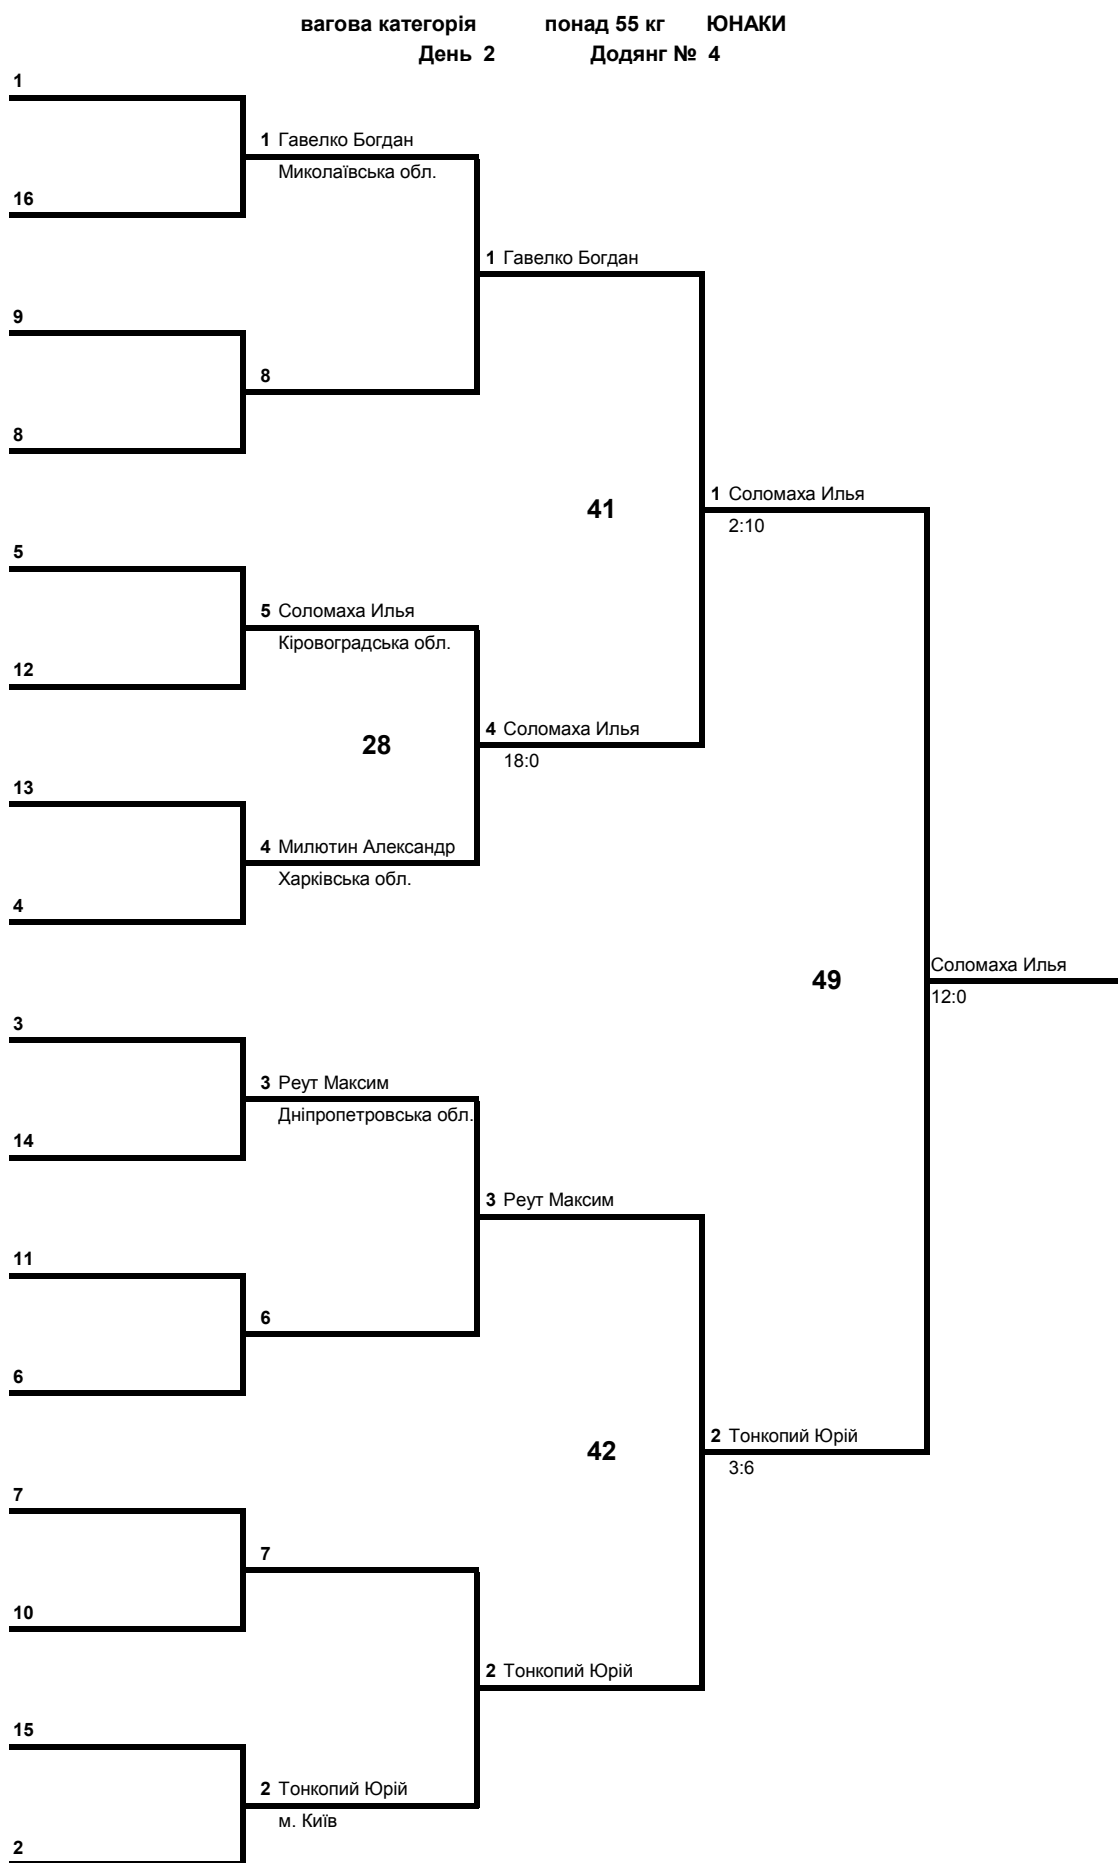 вагова категорія понад 55 кг ЮНАКИ
День 2 Додянг № 4
1
1 Гавелко Богдан
Миколаївська обл.
16
1 Гавелко Богдан
9
8
8
41
1 Соломаха Илья
2:10
5
5 Соломаха Илья
Кіровоградська обл.
12
28
4 Соломаха Илья
18:0
13
4 Милютин Александр
Харківська обл.
4
49
Соломаха Илья
12:0
3
3 Реут Максим
Дніпропетровська обл.
14
3 Реут Максим
11
6
6
42
2 Тонкопий Юрій
3:6
7
7
10
2 Тонкопий Юрій
15
2 Тонкопий Юрій
м. Київ
2